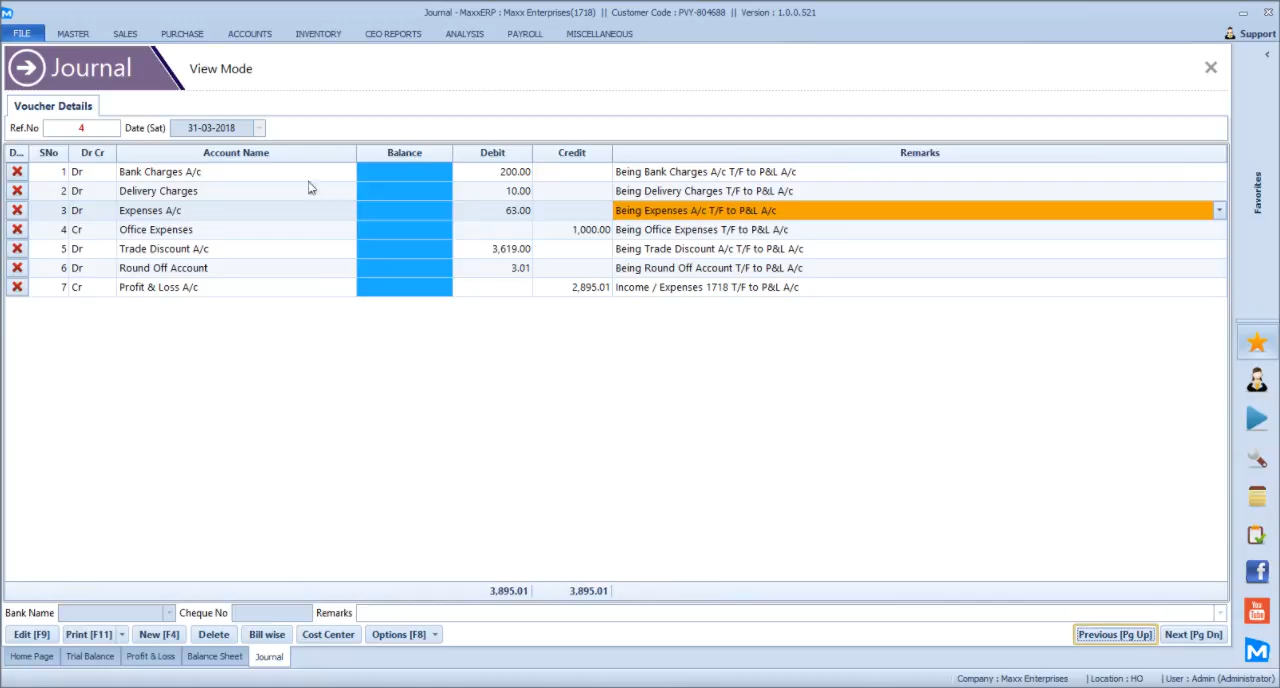 Journal - MaxxERP : Maxx Enterprises(1718) || Customer Code : PVY-804688 || Version : 1.0.0.521
FILE MASTER SALES PURCHASE ACCOUNTS INVENTORY CEO REPORTS ANALYSIS PAYROLL MISCELLANEOUS Support
Journal View Mode
Voucher Details
Ref.No 4 Date (Sat) 31-03-2018
D... SNo Dr Cr Account Name Balance Debit Credit Remarks
1 Dr Bank Charges A/c 200.00 Being Bank Charges A/c T/F to P&L A/c
2 Dr Delivery Charges 10.00 Being Delivery Charges T/F to P&L A/c
3 Dr Expenses A/c 63.00 Being Expenses A/c T/F to P&L A/c
4 Cr Office Expenses 1,000.00 Being Office Expenses T/F to P&L A/c
5 Dr Trade Discount A/c 3,619.00 Being Trade Discount A/c T/F to P&L A/c
6 Dr Round Off Account 3.01 Being Round Off Account T/F to P&L A/c
7 Cr Profit & Loss A/c 2,895.01 Income / Expenses 1718 T/F to P&L A/c
3,895.01 3,895.01
Bank Name Cheque No Remarks
Edit [F9] Print [F11] New [F4] Delete Bill wise Cost Center Options [F8] Previous [Pg Up] Next [Pg Dn]
Home Page Trial Balance Profit & Loss Balance Sheet Journal
Company : Maxx Enterprises | Location : HO | User : Admin (Administrator)
Favorites
You
Tube